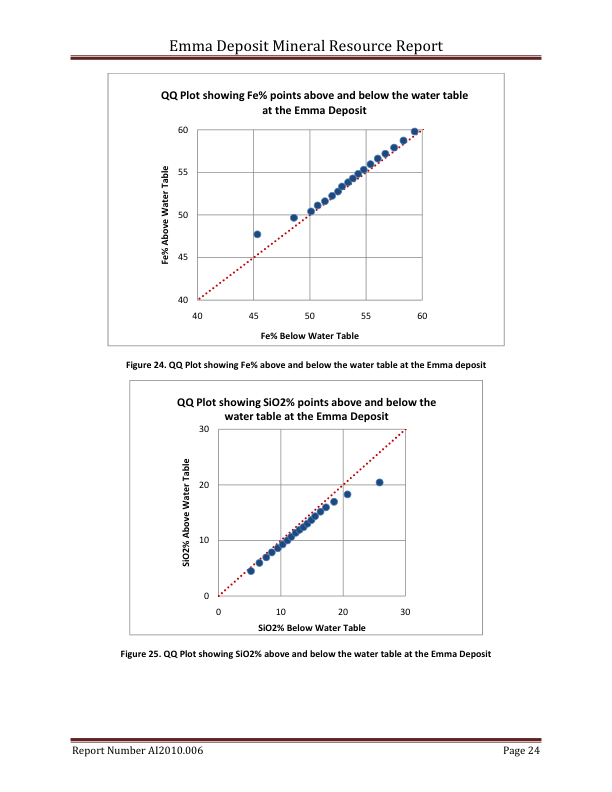 Emma Deposit Mineral Resource Report
QQ Plot showing Fe% points above and below the water table
at the Emma Deposit
60
55
50
45
40
Fe% Above Water Table
40 45 50 55 60
Fe% Below Water Table
Figure 24. QQ Plot showing Fe% above and below the water table at the Emma deposit
QQ Plot showing SiO2% points above and below the
water table at the Emma Deposit
30
20
10
0
SiO2% Above Water Table
0 10 20 30
SiO2% Below Water Table
Figure 25. QQ Plot showing SiO2% above and below the water table at the Emma Deposit
Report Number AI2010.006 Page 24